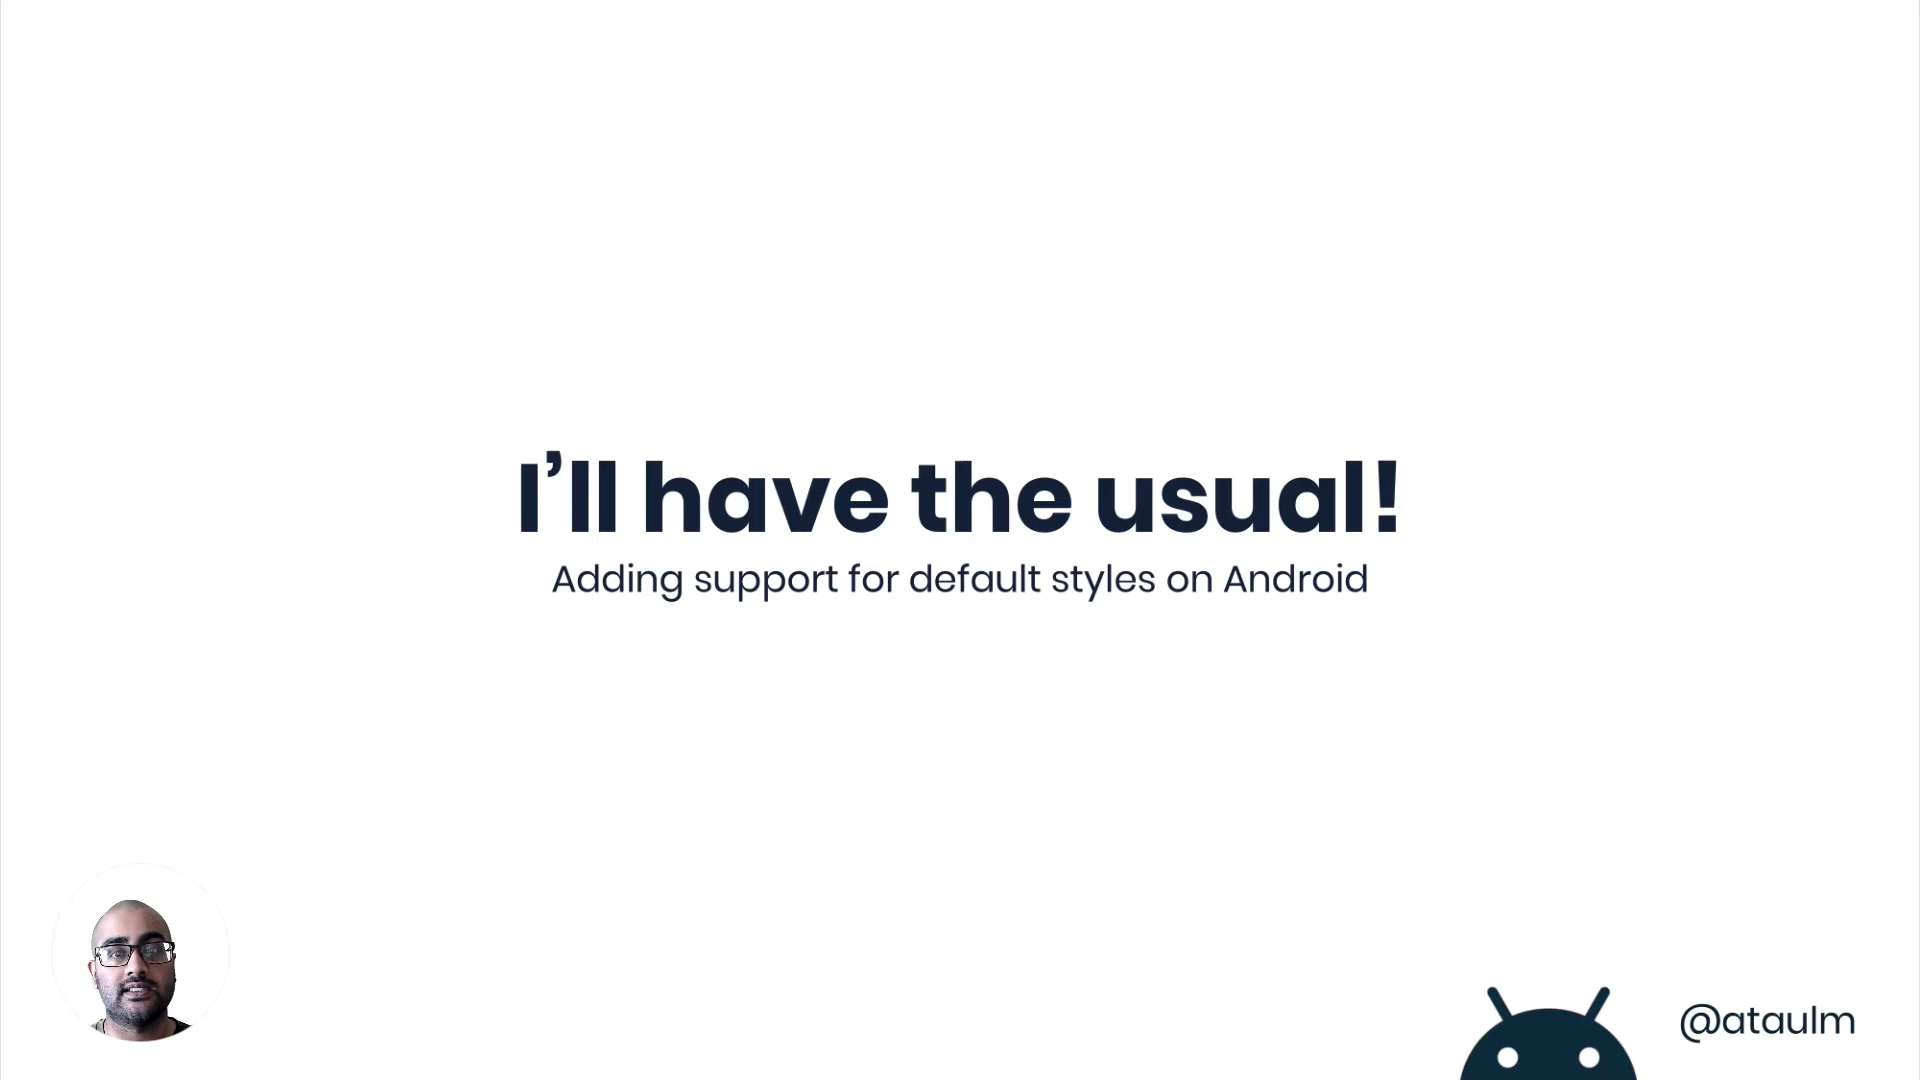 I’ll have the usual!
Adding support for default styles on Android
@ataulm